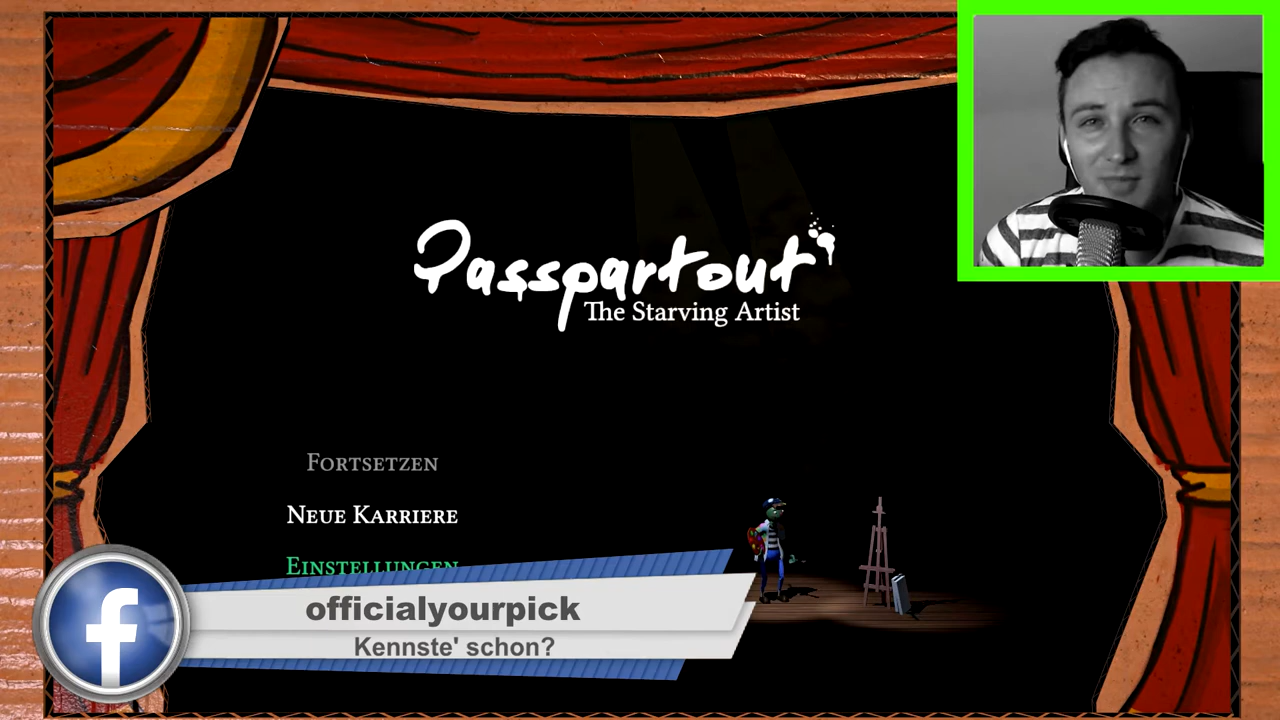 Passpartout
The Starving Artist
Fortsetzen
Neue Karriere
Einstellungen
officialyourpick
Kennste' schon?